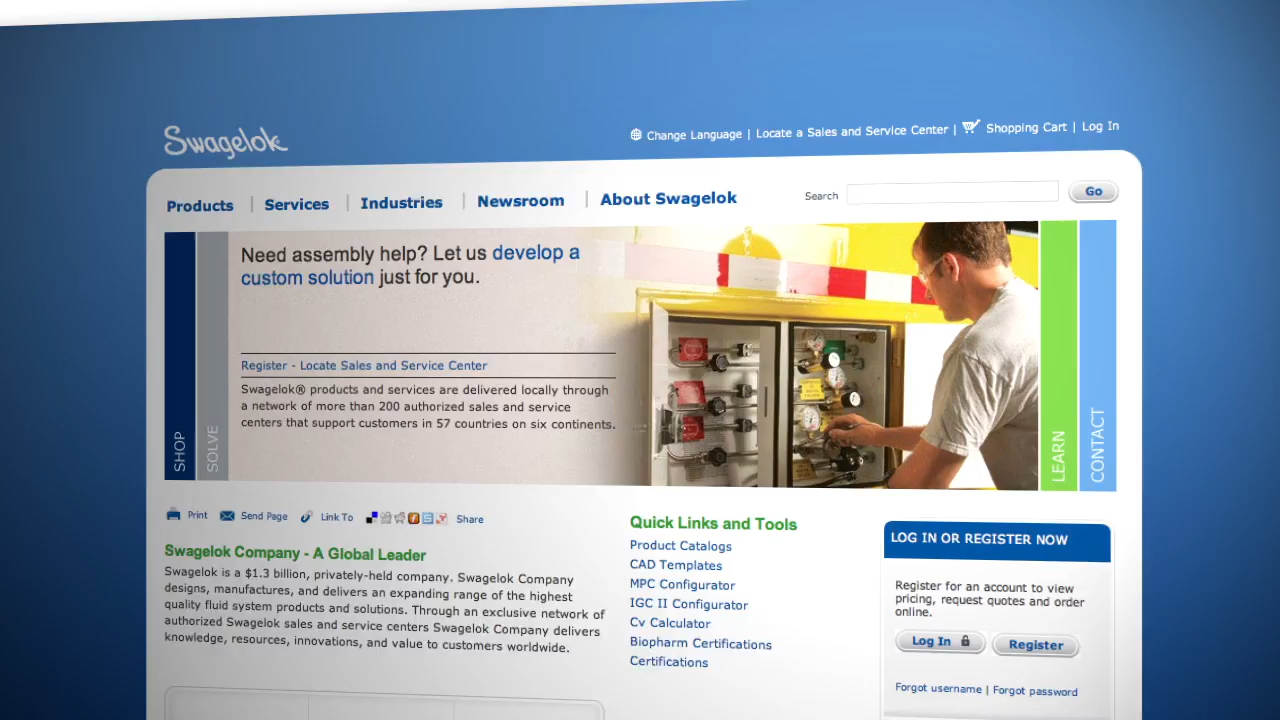 Swagelok
Change Language | Locate a Sales and Service Center | Shopping Cart | Log In
Products | Services | Industries | Newsroom | About Swagelok
Search Go
Need assembly help? Let us develop a
custom solution just for you.
Register - Locate Sales and Service Center
Swagelok® products and services are delivered locally through
a network of more than 200 authorized sales and service
centers that support customers in 57 countries on six continents.
SHOP
SOLVE
LEARN
CONTACT
Print Send Page Link To Share
Swagelok Company - A Global Leader
Swagelok is a $1.3 billion, privately-held company. Swagelok Company
designs, manufactures, and delivers an expanding range of the highest
quality fluid system products and solutions. Through an exclusive network of
authorized Swagelok sales and service centers Swagelok Company delivers
knowledge, resources, innovations, and value to customers worldwide.
Quick Links and Tools
Product Catalogs
CAD Templates
MPC Configurator
IGC II Configurator
Cv Calculator
Biopharm Certifications
Certifications
LOG IN OR REGISTER NOW
Register for an account to view
pricing, request quotes and order
online.
Log In Register
Forgot username | Forgot password